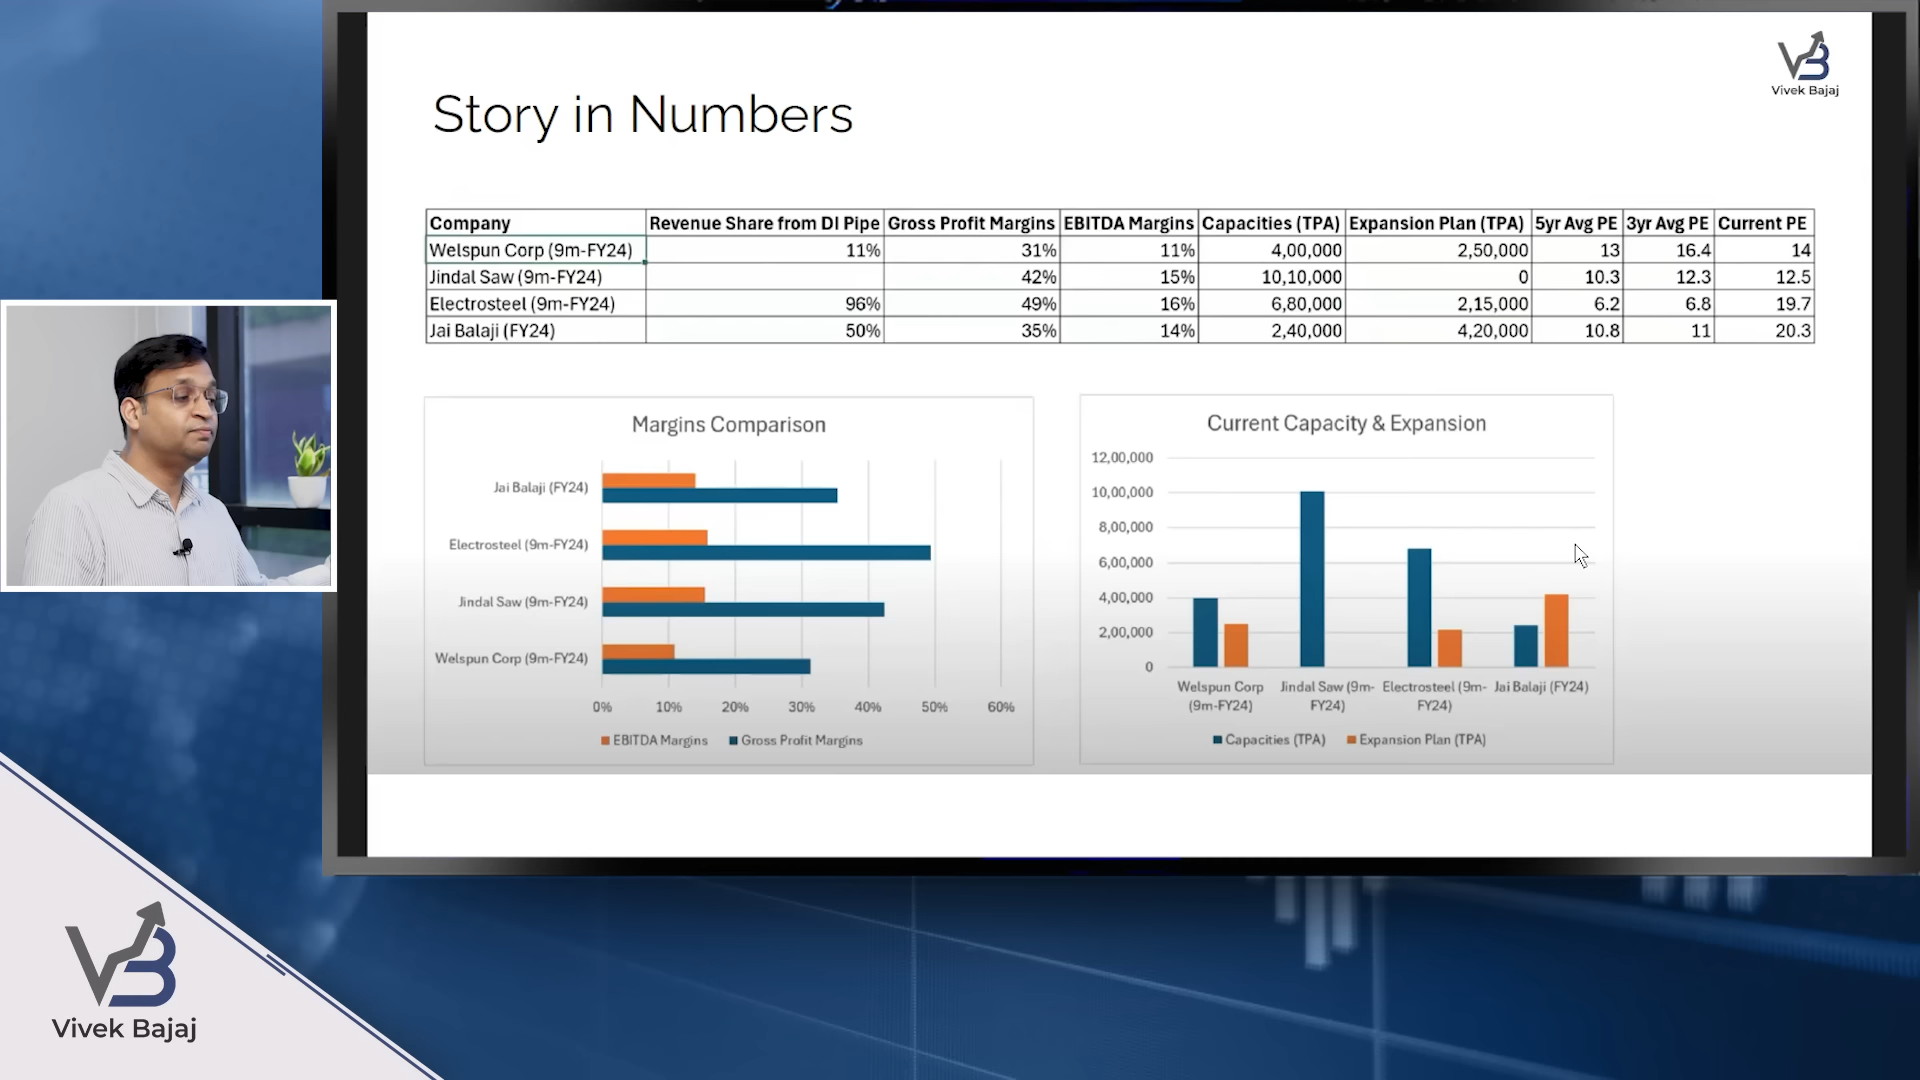 VB
Vivek Bajaj
Story in Numbers
Company Revenue Share from DI Pipe Gross Profit Margins EBITDA Margins Capacities (TPA) Expansion Plan (TPA) 5yr Avg PE 3yr Avg PE Current PE
Welspun Corp (9m-FY24) 11% 31% 11% 4,00,000 2,50,000 13 16.4 14
Jindal Saw (9m-FY24) 42% 15% 10,10,000 0 10.3 12.3 12.5
Electrosteel (9m-FY24) 96% 49% 16% 6,80,000 2,15,000 6.2 6.8 19.7
Jai Balaji (FY24) 50% 35% 14% 2,40,000 4,20,000 10.8 11 20.3
Margins Comparison
Jai Balaji (FY24)
Electrosteel (9m-FY24)
Jindal Saw (9m-FY24)
Welspun Corp (9m-FY24)
0% 10% 20% 30% 40% 50% 60%
EBITDA Margins Gross Profit Margins
Current Capacity & Expansion
12,00,000
10,00,000
8,00,000
6,00,000
4,00,000
2,00,000
0
Welspun Corp Jindal Saw (9m- Electrosteel (9m- Jai Balaji (FY24)
(9m-FY24) FY24) FY24)
Capacities (TPA) Expansion Plan (TPA)
VB
Vivek Bajaj